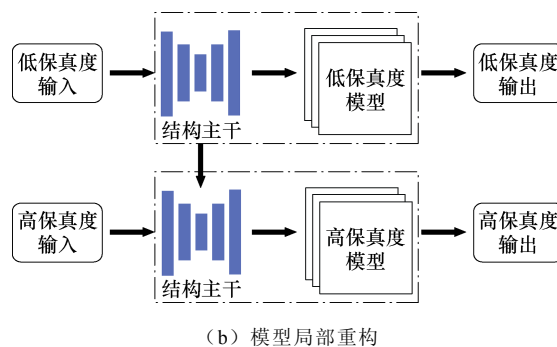 低保真度
输入
结构主干
低保真度
模型
低保真度
输出
高保真度
输入
结构主干
高保真度
模型
高保真度
输出
（b）模型局部重构